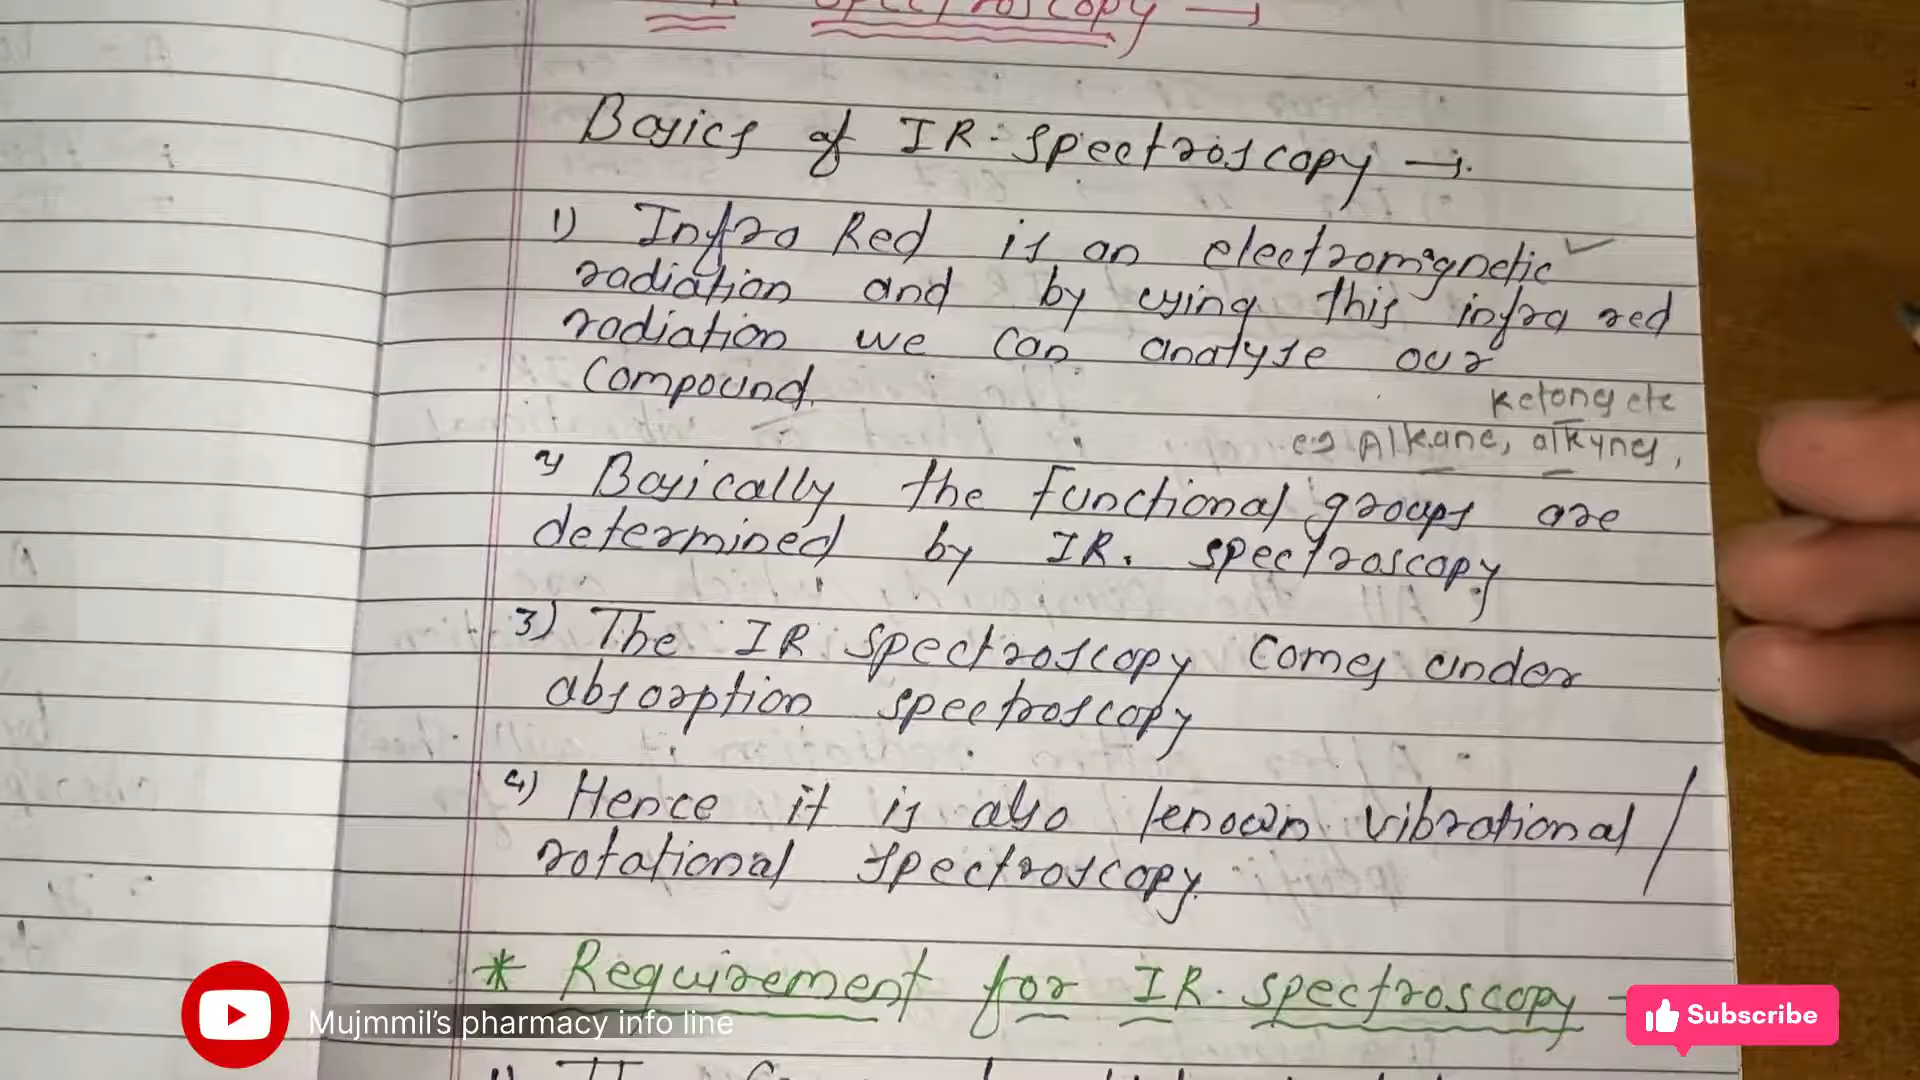 Spectroscopy →
Basics of IR-Spectroscopy →
1) Infra Red is an electromagnetic
radiation and by using this infra red
radiation we can analyse our
Compound.
Ketones etc
e.g Alkane, alkynes,
2) Basically the functional groups are
determined by IR. spectroscopy
3) The IR spectroscopy Comes under
absorption spectroscopy
4) Hence it is also known vibrational /
rotational spectroscopy.
* Requirement for IR. spectroscopy -
Mujmmil's pharmacy info line
Subscribe